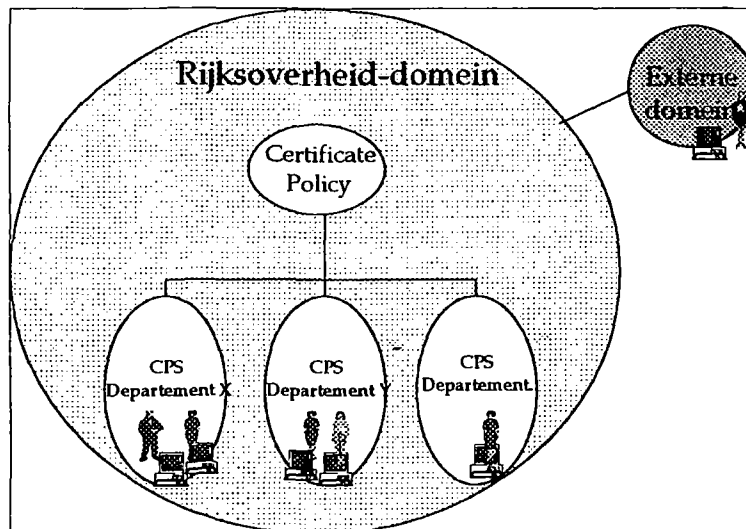 Rijksoverheid-domein
Externe
domein
Certificate
Policy
CPS
Departement X
CPS
Departement Y
CPS
Departement..